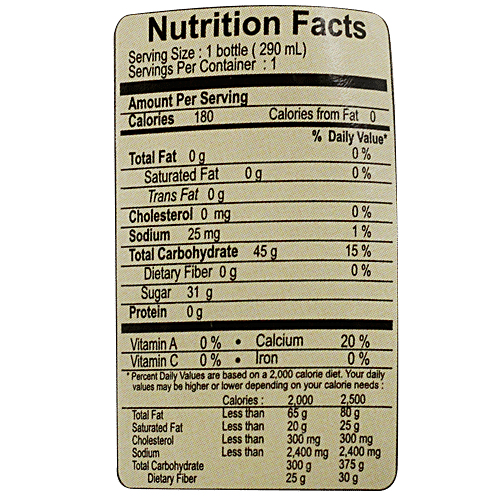 Nutrition Facts
Serving Size : 1 bottle ( 290 mL)
Servings Per Container : 1
Amount Per Serving
Calories 180 Calories from Fat 0
% Daily Value*
Total Fat 0 g 0 %
Saturated Fat 0 g 0 %
Trans Fat 0 g
Cholesterol 0 mg 0 %
Sodium 25 mg 1 %
Total Carbohydrate 45 g 15 %
Dietary Fiber 0 g 0 %
Sugar 31 g
Protein 0 g
Vitamin A 0 % • Calcium 20 %
Vitamin C 0 % • Iron 0 %
* Percent Daily Values are based on a 2,000 calorie diet. Your daily
values may be higher or lower depending on your calorie needs :
Calories : 2,000 2,500
Total Fat Less than 65 g 80 g
Saturated Fat Less than 20 g 25 g
Cholesterol Less than 300 mg 300 mg
Sodium Less than 2,400 mg 2,400 mg
Total Carbohydrate 300 g 375 g
Dietary Fiber 25 g 30 g